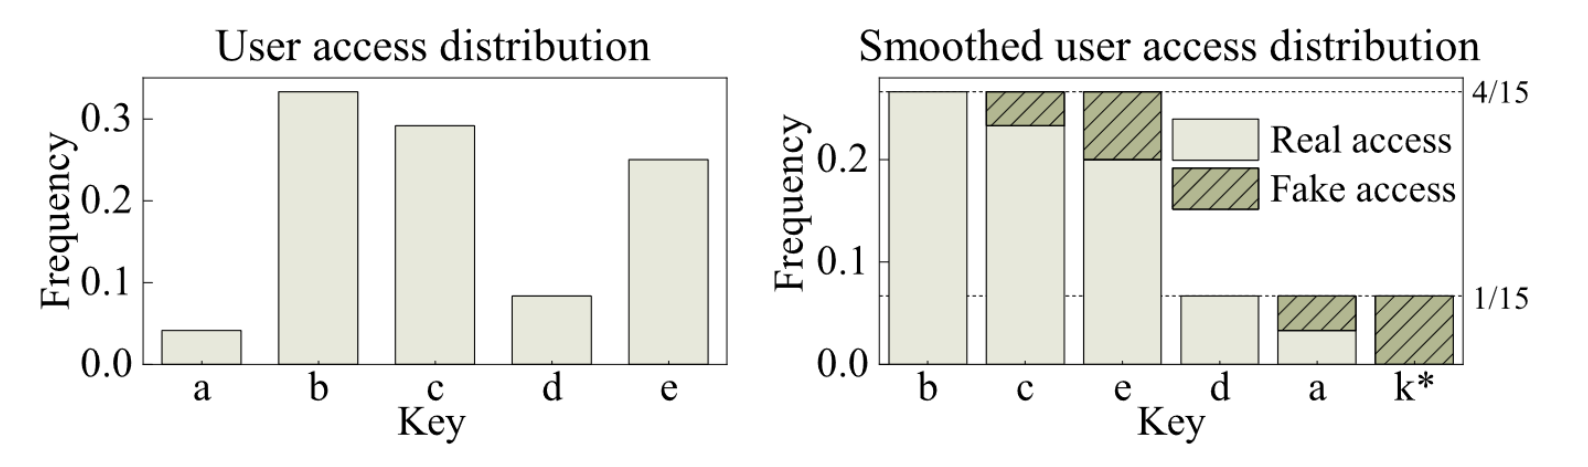 User access distribution
Frequency
0.3
0.2
0.1
0.0
a b c d e
Key
Smoothed user access distribution
Frequency
0.2
0.1
0.0
4/15
Real access
Fake access
1/15
b c e d a k*
Key